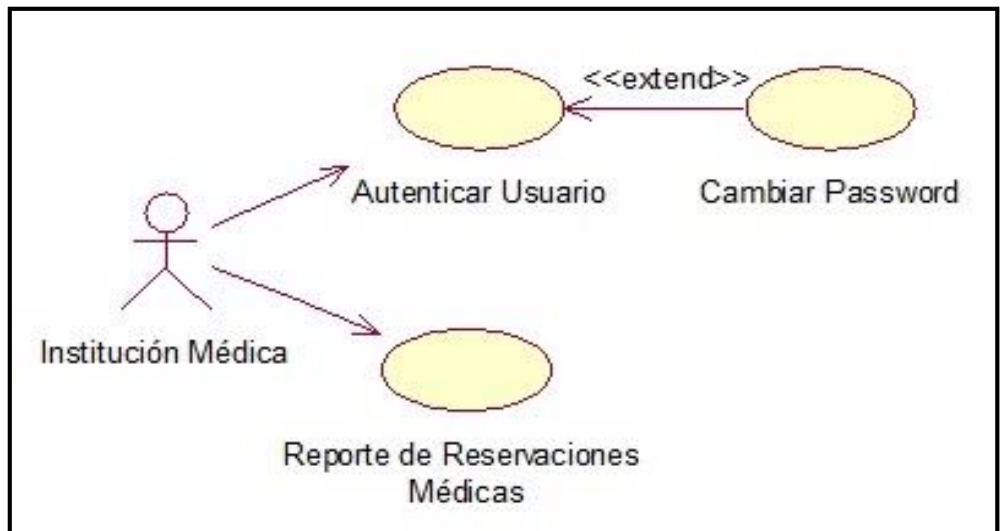 <<extend>>
Autenticar Usuario
Cambiar Password
Institución Médica
Reporte de Reservaciones
Médicas